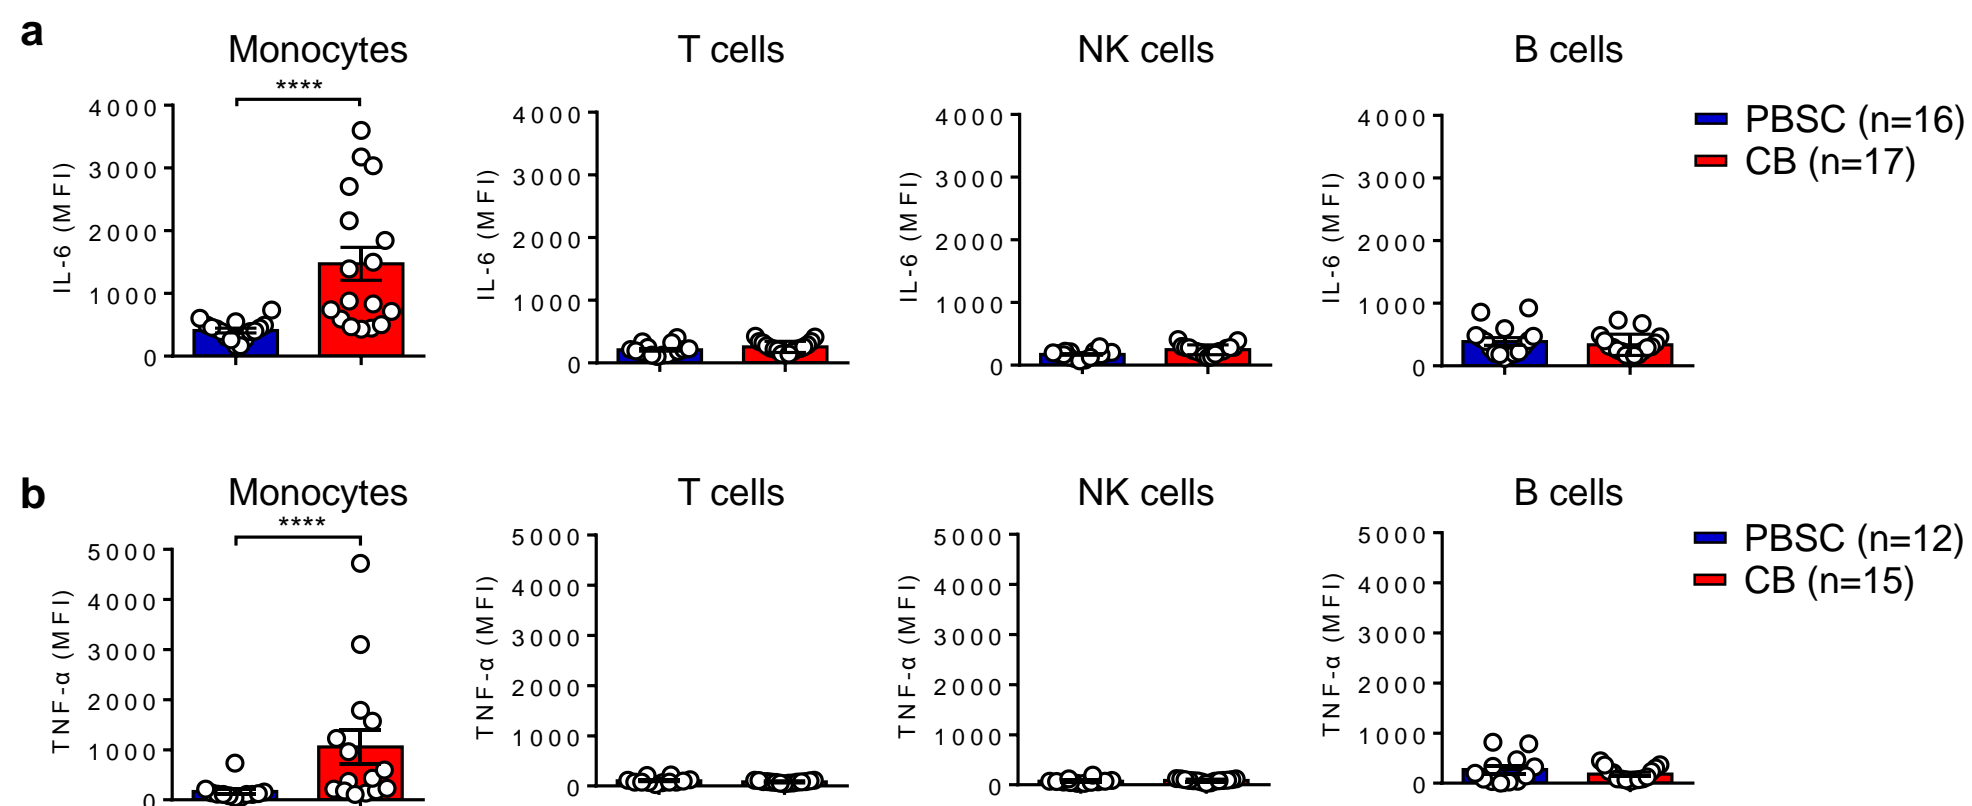 a
Monocytes
T cells
NK cells
B cells
****
4000
3000
2000
1000
0
IL-6 (MFI)
4000
3000
2000
1000
0
IL-6 (MFI)
4000
3000
2000
1000
0
IL-6 (MFI)
4000
3000
2000
1000
0
IL-6 (MFI)
PBSC (n=16)
CB (n=17)
b
Monocytes
T cells
NK cells
B cells
****
5000
4000
3000
2000
1000
0
TNF-α (MFI)
5000
4000
3000
2000
1000
0
TNF-α (MFI)
5000
4000
3000
2000
1000
0
TNF-α (MFI)
5000
4000
3000
2000
1000
0
TNF-α (MFI)
PBSC (n=12)
CB (n=15)